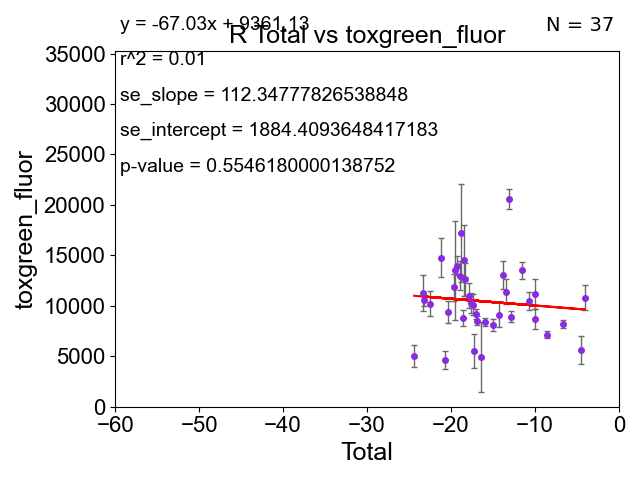 y = -67.03x + 9361.13
N = 37
R Total vs toxgreen_fluor
r^2 = 0.01
se_slope = 112.34777826538848
se_intercept = 1884.4093648417183
p-value = 0.5546180000138752
35000
30000
25000
20000
15000
10000
5000
0
toxgreen_fluor
−60
−50
−40
−30
−20
−10
0
Total